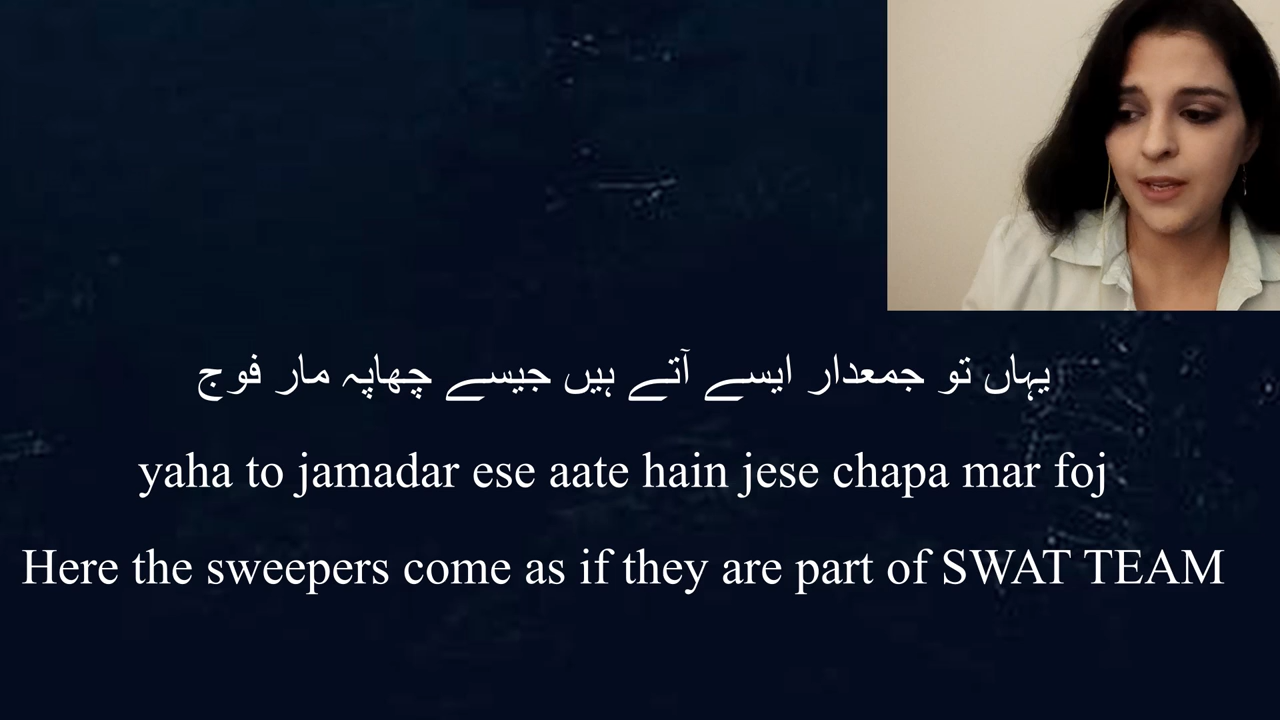 یہاں تو جمعدار ایسے آتے ہیں جیسے چھاپہ مار فوج
yaha to jamadar ese aate hain jese chapa mar foj
Here the sweepers come as if they are part of SWAT TEAM